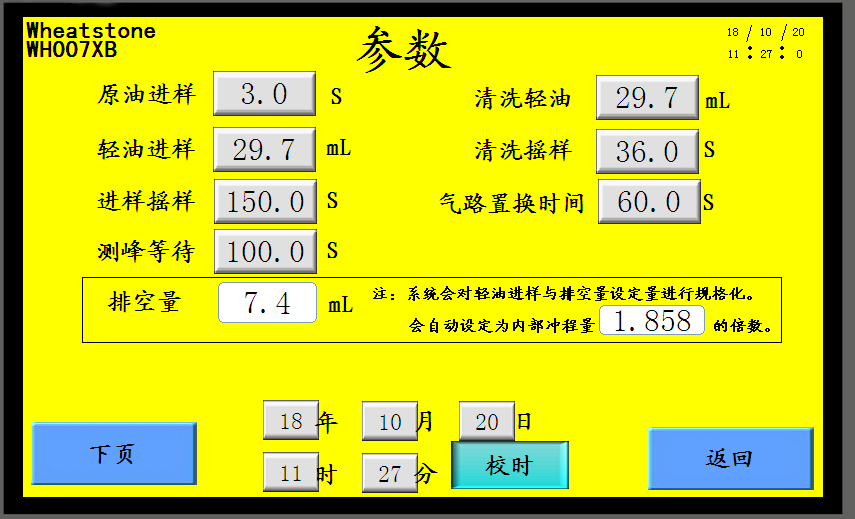 Wheatstone
WH007XB
参数
18 / 10 / 20
11 : 27 : 0
原油进样 3.0 S
清洗轻油 29.7 mL
轻油进样 29.7 mL
清洗摇样 36.0 S
进样摇样 150.0 S
气路置换时间 60.0 S
测峰等待 100.0 S
排空量 7.4 mL
注：系统会对轻油进样与排空量设定量进行规格化。
会自动设定为内部冲程量 1.858 的倍数。
18 年 10 月 20 日
11 时 27 分 校时
下页
返回